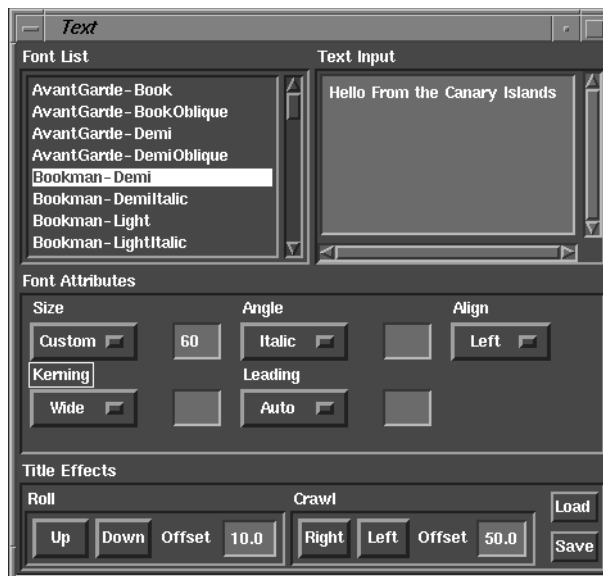 Text
Font List
Text Input
AvantGarde-Book
AvantGarde-BookOblique
AvantGarde-Demi
AvantGarde-DemiOblique
Bookman-Demi
Bookman-DemiItalic
Bookman-Light
Bookman-LightItalic
Hello From the Canary Islands
Font Attributes
Size Angle Align
Custom 60 Italic Left
Kerning Leading
Wide Auto
Title Effects
Roll Crawl
Up Down Offset 10.0 Right Left Offset 50.0
Load
Save